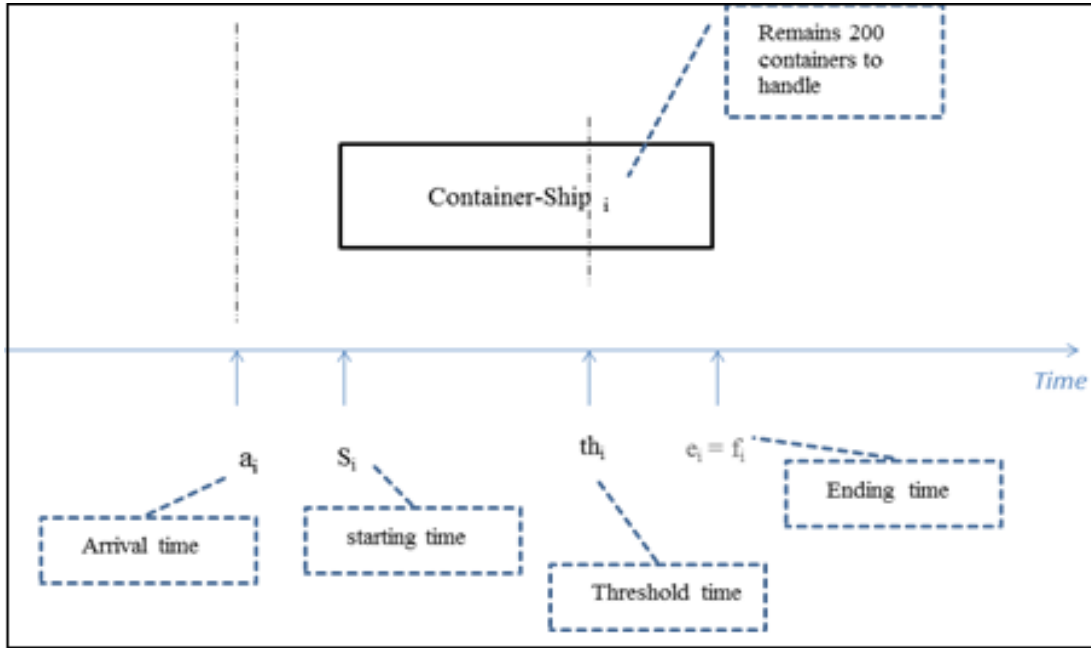 Remains 200
containers to
handle
Container-Ship i
Time
ai
Si
thi
ei = fi
Arrival time
starting time
Threshold time
Ending time